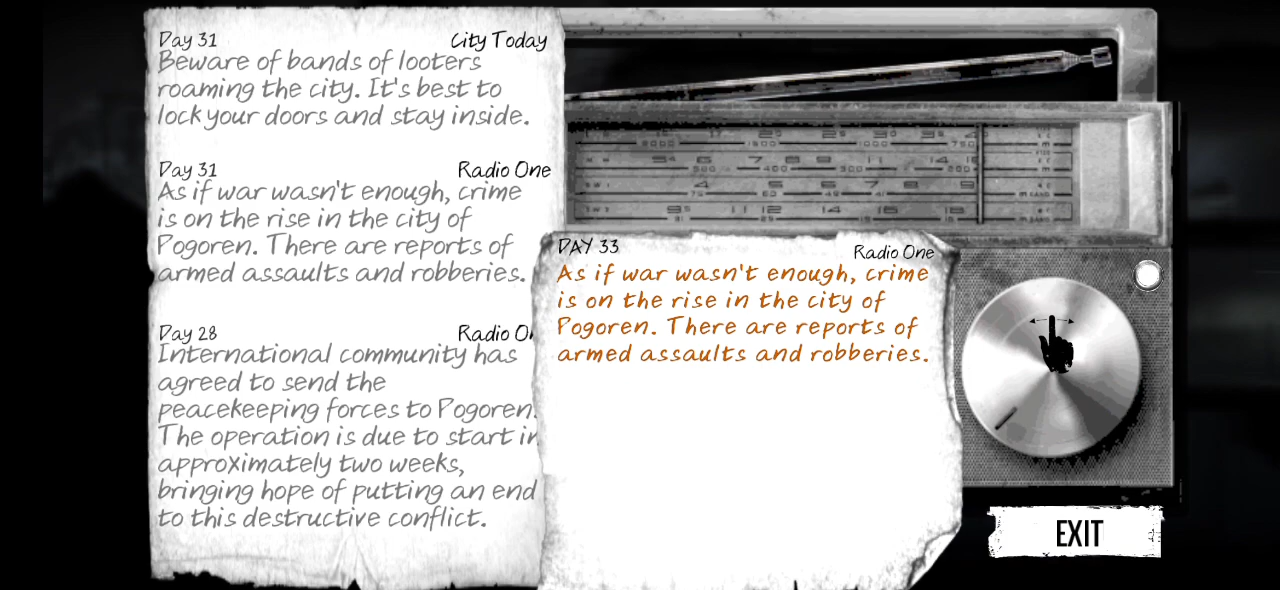 Day 31 City Today
Beware of bands of looters
roaming the city. It's best to
lock your doors and stay inside.
Day 31 Radio One
As if war wasn't enough, crime
is on the rise in the city of
Pogoren. There are reports of
armed assaults and robberies.
Day 28 Radio
International community has
agreed to send the
peacekeeping forces to Pogoren.
The operation is due to start in
approximately two weeks,
bringing hope of putting an end
to this destructive conflict.
DAY 33 Radio One
As if war wasn't enough, crime
is on the rise in the city of
Pogoren. There are reports of
armed assaults and robberies.
EXIT